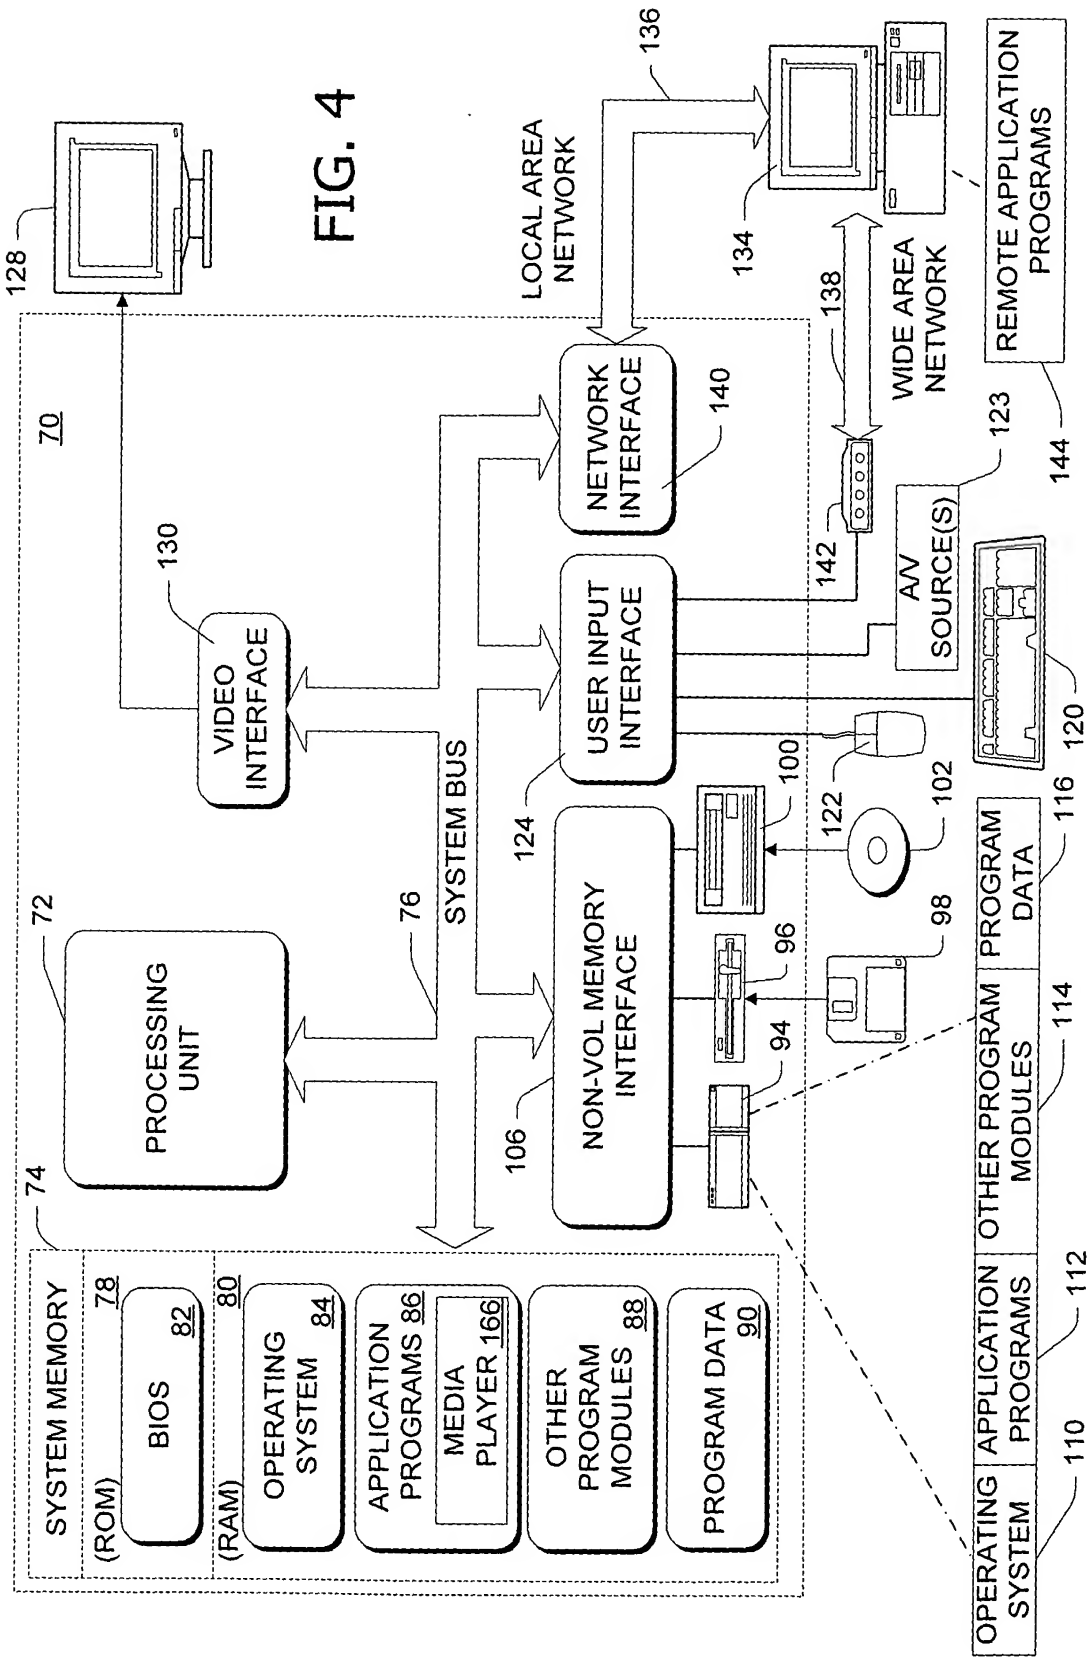 FIG. 4
70
128
SYSTEM MEMORY
74
(ROM) 78
BIOS
82
(RAM) 80
OPERATING
SYSTEM 84
APPLICATION
PROGRAMS 86
MEDIA
PLAYER 166
OTHER
PROGRAM
MODULES 88
PROGRAM DATA
90
72
PROCESSING
UNIT
76
SYSTEM BUS
130
VIDEO
INTERFACE
106
NON-VOL MEMORY
INTERFACE
124
USER INPUT
INTERFACE
NETWORK
INTERFACE
140
LOCAL AREA
NETWORK
136
134
138
WIDE AREA
NETWORK
142
94
96
98
100
102
122
120
A/V
SOURCE(S)
123
OPERATING
SYSTEM
110
APPLICATION
PROGRAMS
112
OTHER PROGRAM
MODULES
114
PROGRAM
DATA
116
REMOTE APPLICATION
PROGRAMS
144